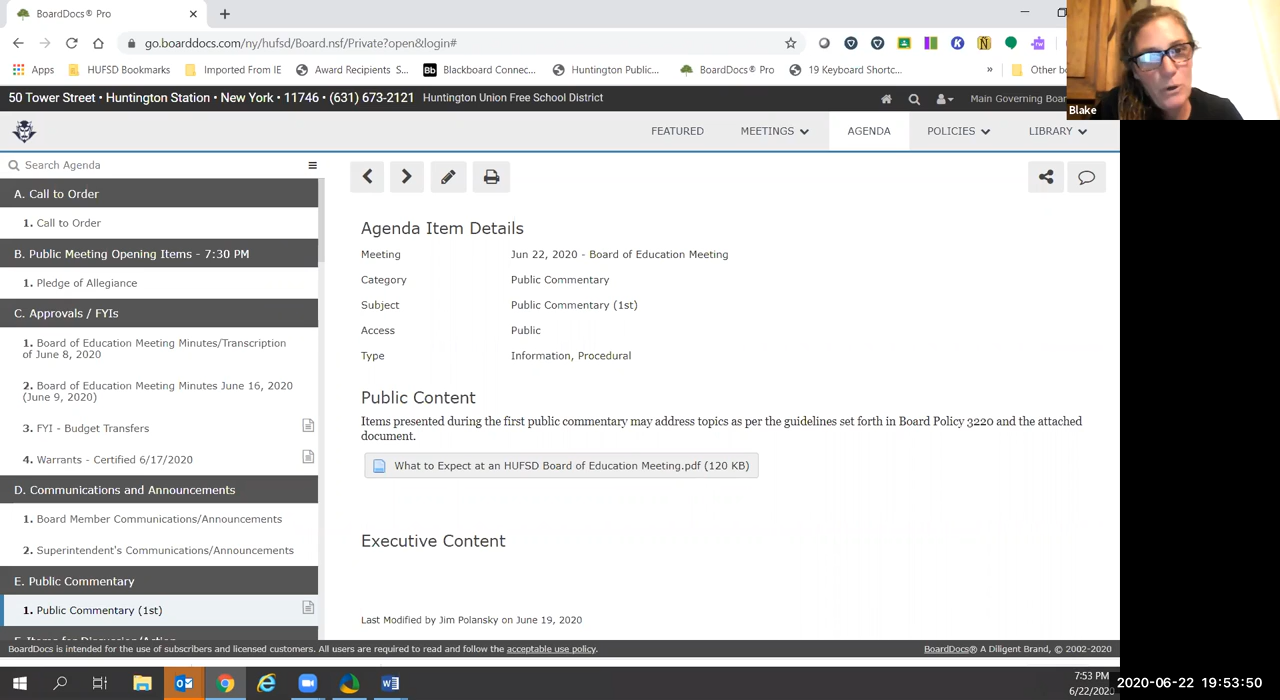 BoardDocs® Pro
go.boarddocs.com/ny/hufsd/Board.nsf/Private?open&login#
Apps HUFSD Bookmarks Imported From IE Award Recipients S... Bb Blackboard Connec... Huntington Public... BoardDocs® Pro 19 Keyboard Shortc... » Other bo
50 Tower Street • Huntington Station • New York • 11746 • (631) 673-2121 Huntington Union Free School District Main Governing Boar
Blake
FEATURED MEETINGS AGENDA POLICIES LIBRARY
Search Agenda
A. Call to Order
1. Call to Order
B. Public Meeting Opening Items - 7:30 PM
1. Pledge of Allegiance
C. Approvals / FYIs
1. Board of Education Meeting Minutes/Transcription
of June 8, 2020
2. Board of Education Meeting Minutes June 16, 2020
(June 9, 2020)
3. FYI - Budget Transfers
4. Warrants - Certified 6/17/2020
D. Communications and Announcements
1. Board Member Communications/Announcements
2. Superintendent's Communications/Announcements
E. Public Commentary
1. Public Commentary (1st)
F. Items for Discussion/Action
Agenda Item Details
Meeting Jun 22, 2020 - Board of Education Meeting
Category Public Commentary
Subject Public Commentary (1st)
Access Public
Type Information, Procedural
Public Content
Items presented during the first public commentary may address topics as per the guidelines set forth in Board Policy 3220 and the attached
document.
What to Expect at an HUFSD Board of Education Meeting.pdf (120 KB)
Executive Content
Last Modified by Jim Polansky on June 19, 2020
BoardDocs is intended for the use of subscribers and licensed customers. All users are required to read and follow the acceptable use policy. BoardDocs® A Diligent Brand, © 2002-2020
7:53 PM
6/22/2020
2020-06-22 19:53:50